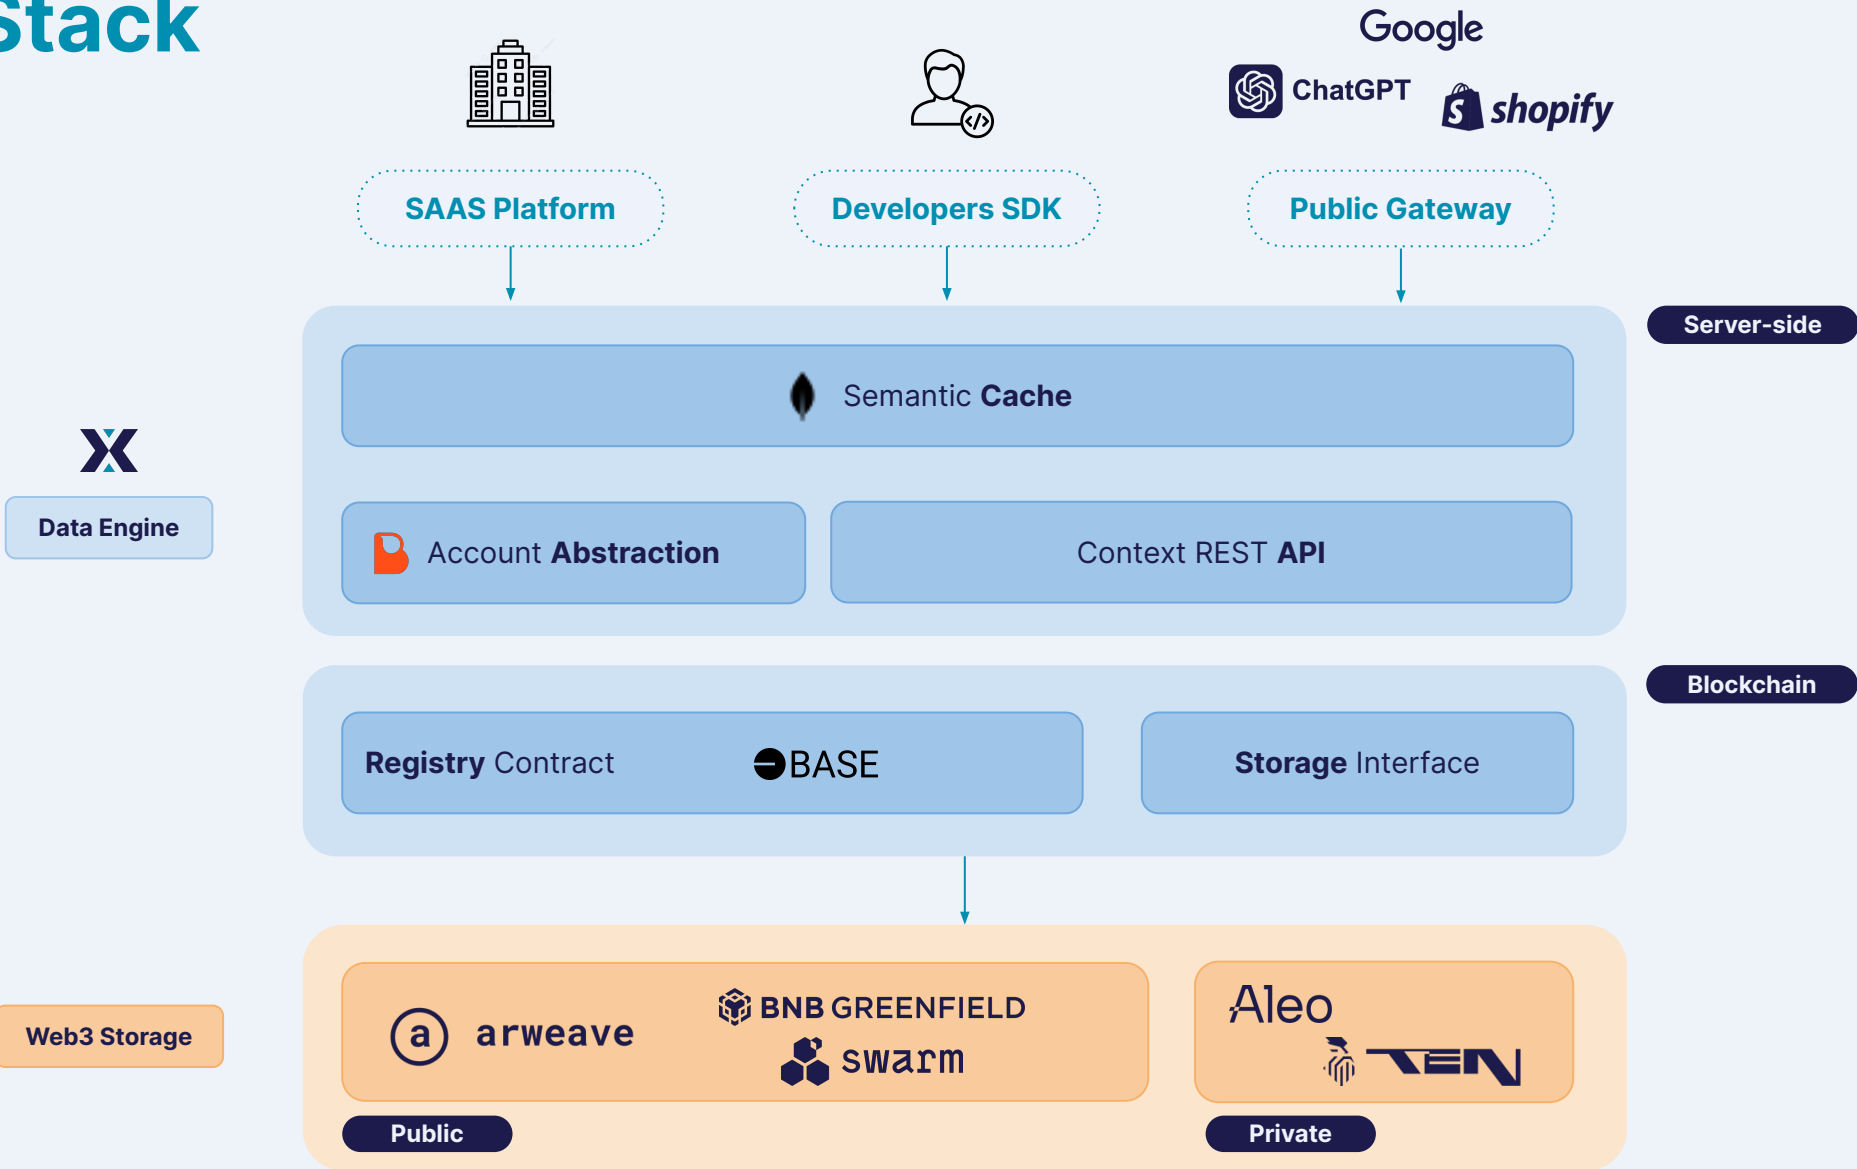 Stack
Google
ChatGPT
shopify
SAAS Platform
Developers SDK
Public Gateway
Server-side
Semantic Cache
Data Engine
Account Abstraction
Context REST API
Blockchain
Registry Contract
BASE
Storage Interface
Web3 Storage
a arweave
BNB GREENFIELD
swarm
Aleo
TEN
Public
Private